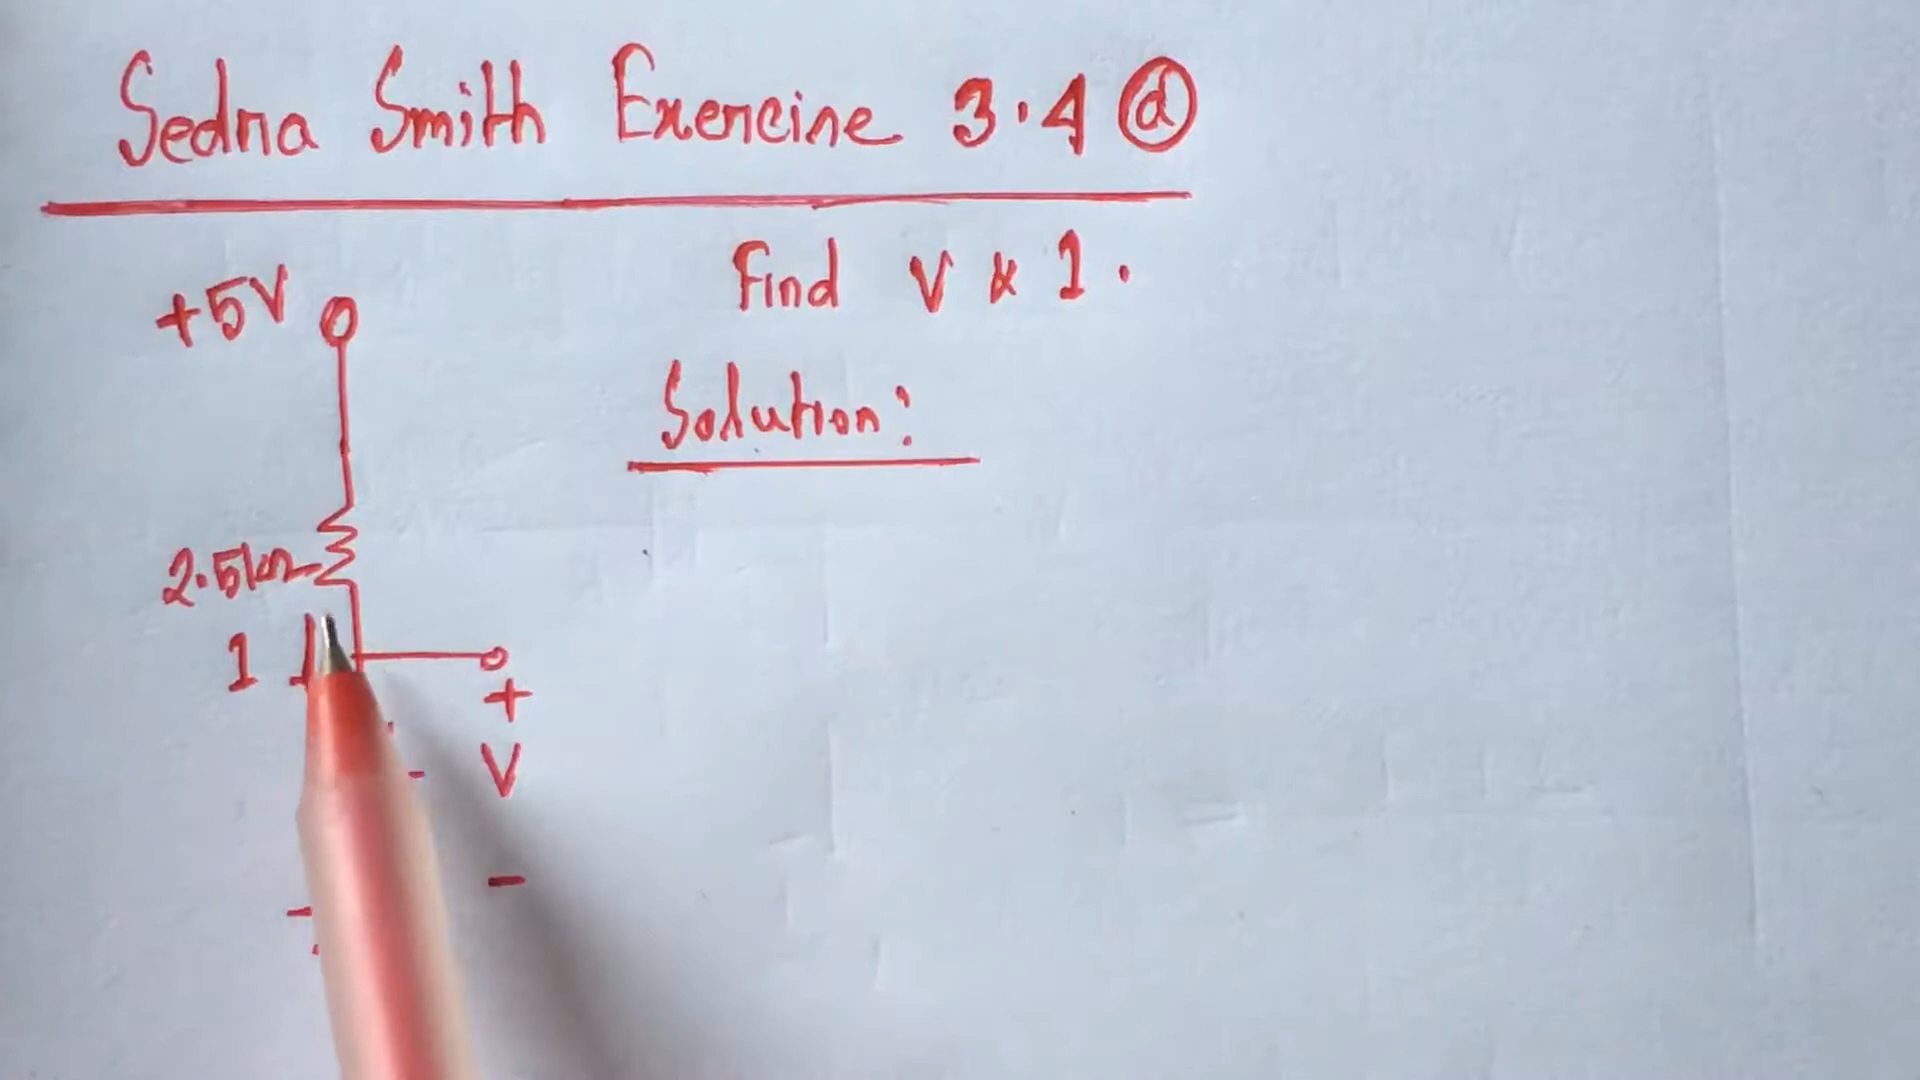 Sedra Smith Exercise 3.4 (d)
Find V & I.
+5V
Solution:
2.5kΩ
I
+
V
-